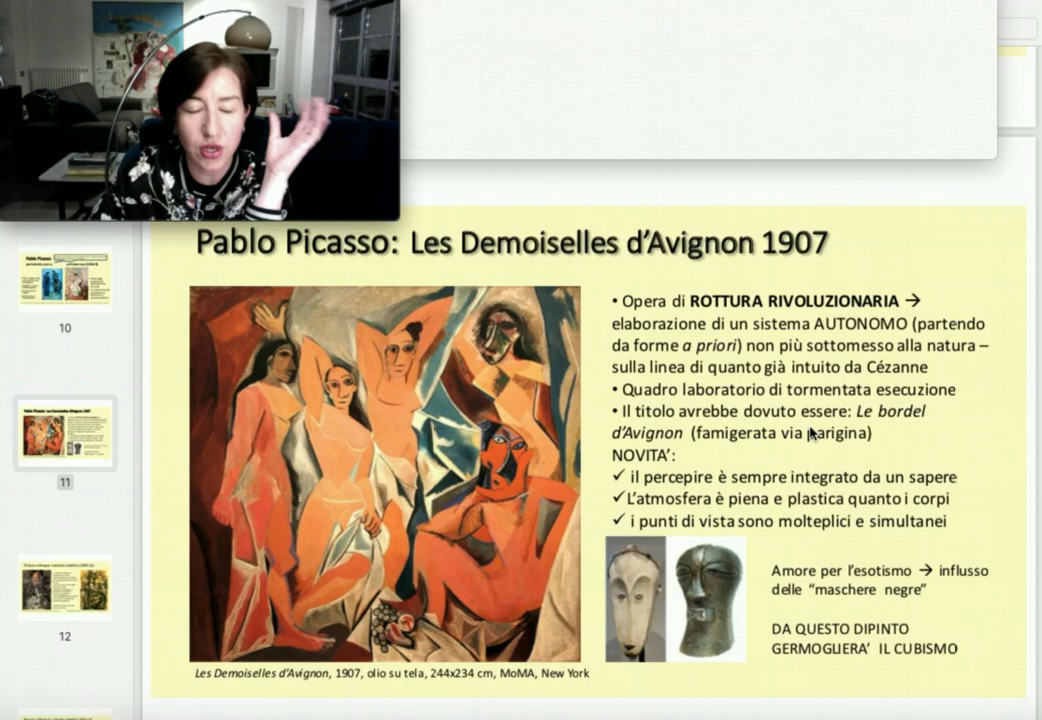 Pablo Picasso: Les Demoiselles d'Avignon 1907
• Opera di ROTTURA RIVOLUZIONARIA →
elaborazione di un sistema AUTONOMO (partendo
da forme a priori) non più sottomesso alla natura –
sulla linea di quanto già intuito da Cézanne
• Quadro laboratorio di tormentata esecuzione
• Il titolo avrebbe dovuto essere: Le bordel
d'Avignon (famigerata via parigina)
NOVITA':
✓ il percepire è sempre integrato da un sapere
✓ L'atmosfera è piena e plastica quanto i corpi
✓ i punti di vista sono molteplici e simultanei
Amore per l'esotismo → influsso
delle "maschere negre"
DA QUESTO DIPINTO
GERMOGLIERA' IL CUBISMO
Les Demoiselles d'Avignon, 1907, olio su tela, 244x234 cm, MoMA, New York
Pablo Picasso
10
11
12